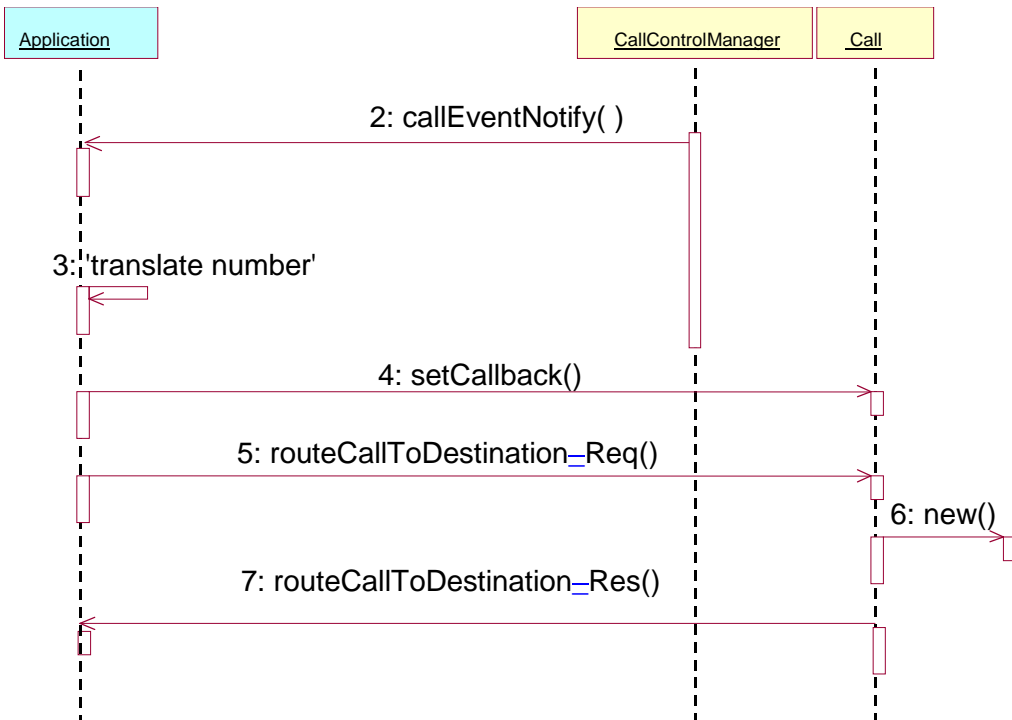 Application
CallControlManager
Call
2: callEventNotify( )
3: 'translate number'
4: setCallback()
5: routeCallToDestination_Req()
6: new()
7: routeCallToDestination_Res()